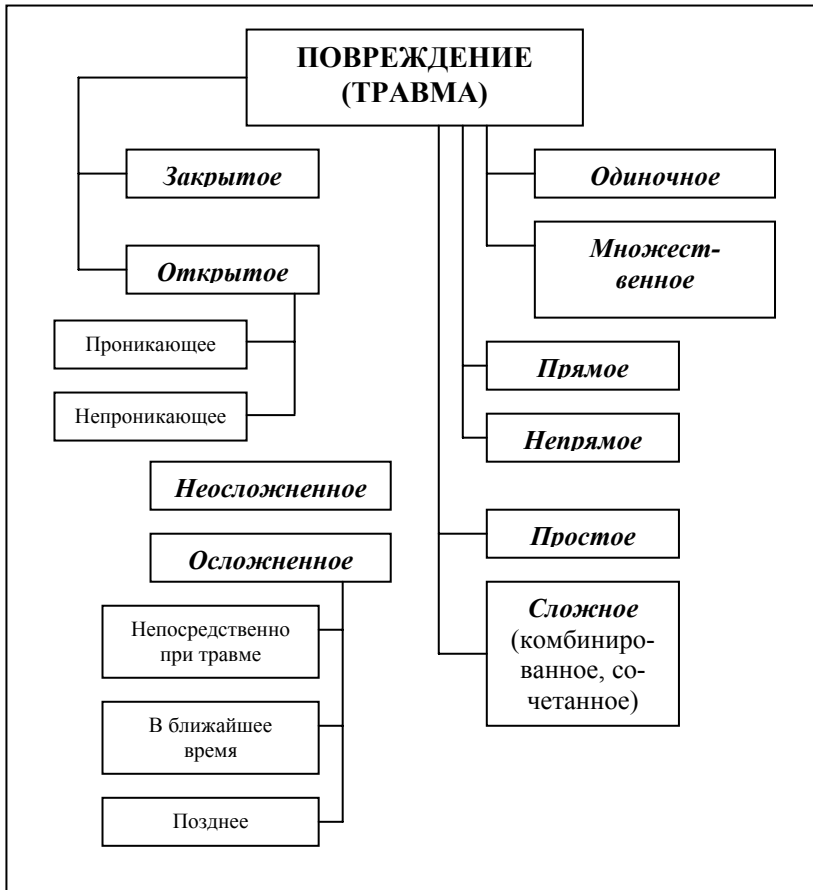 ПОВРЕЖДЕНИЕ
(ТРАВМА)
Закрытое
Открытое
Проникающее
Непроникающее
Неосложненное
Осложненное
Непосредственно
при травме
В ближайшее
время
Позднее
Одиночное
Множест-
венное
Прямое
Непрямое
Простое
Сложное
(комбиниро-
ванное, со-
четанное)